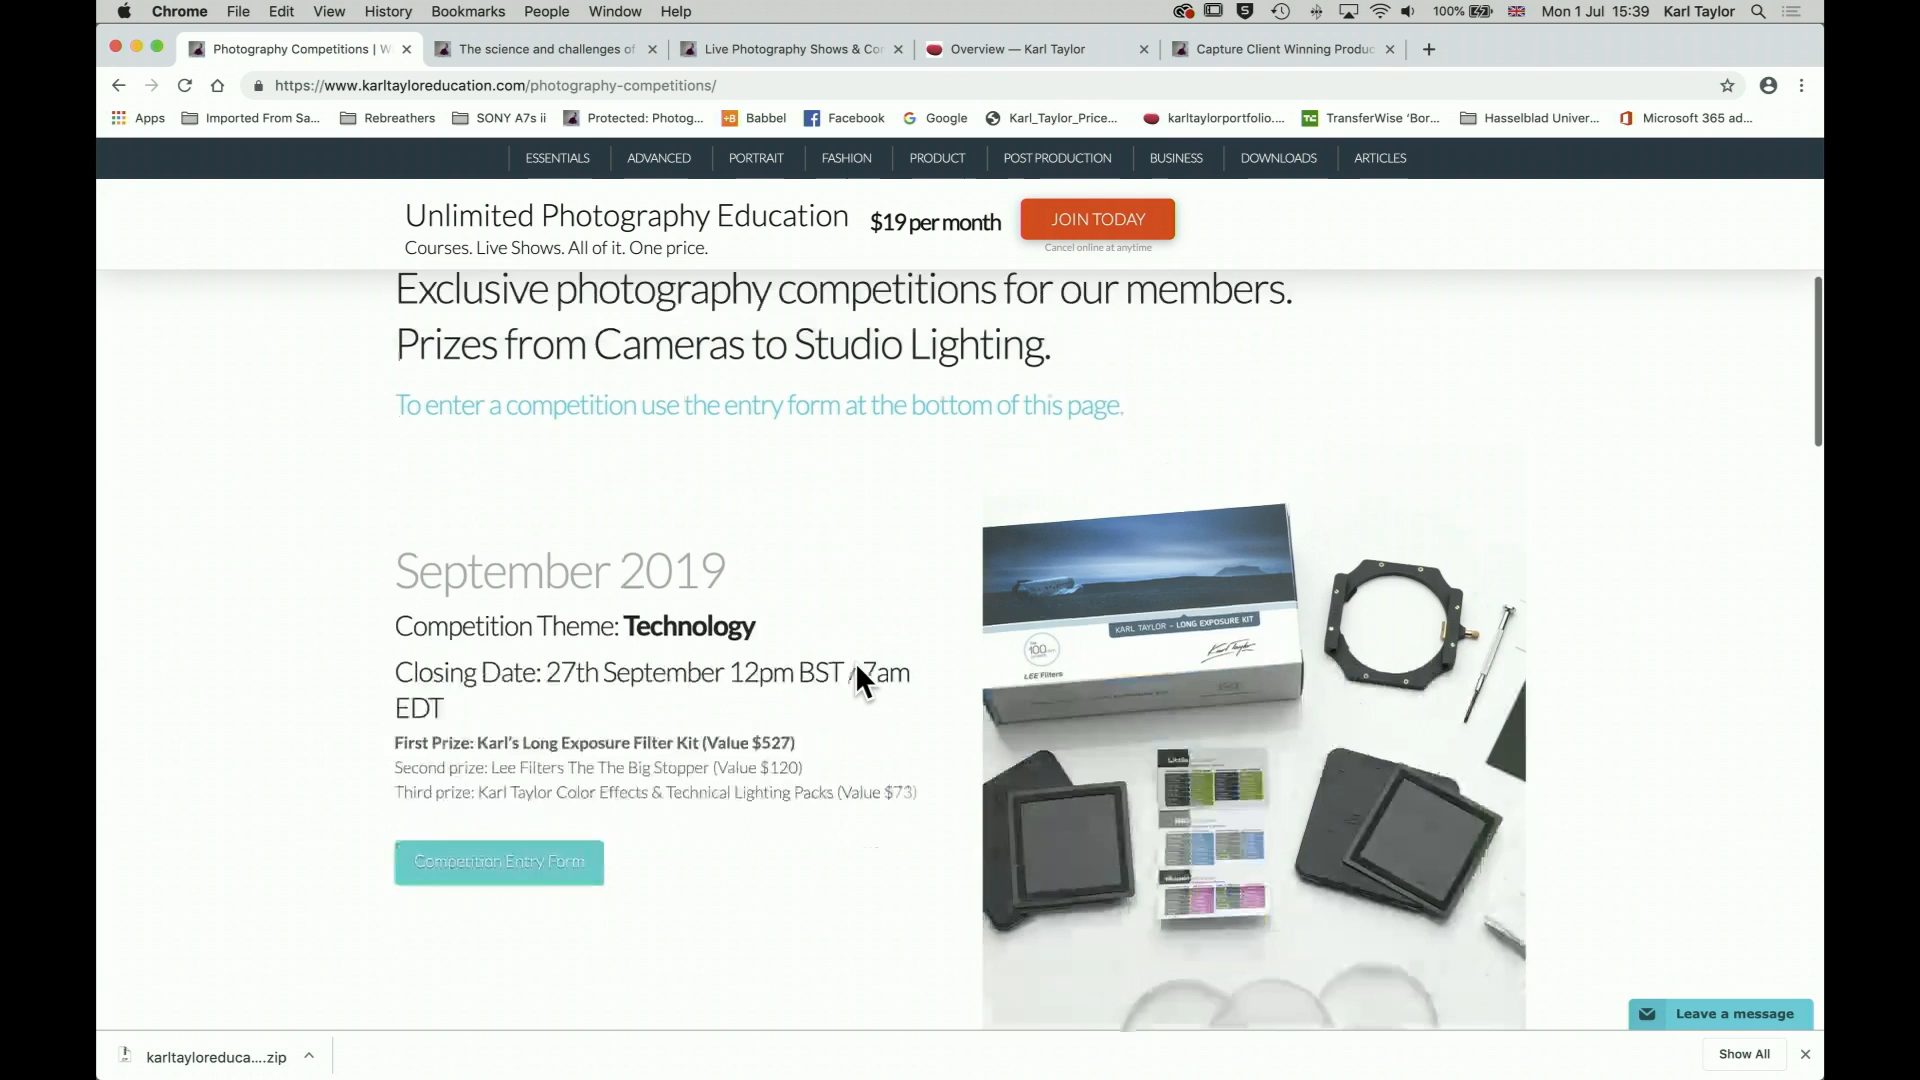 Chrome File Edit View History Bookmarks People Window Help 100% Mon 1 Jul 15:39 Karl Taylor
Photography Competitions | W The science and challenges of Live Photography Shows & Co Overview — Karl Taylor Capture Client Winning Produc
https://www.karltayloreducation.com/photography-competitions/
Apps Imported From Sa... Rebreathers SONY A7s ii Protected: Photog... Babbel Facebook Google Karl_Taylor_Price... karltaylorportfolio.... TransferWise ‘Bor... Hasselblad Univer... Microsoft 365 ad...
ESSENTIALS ADVANCED PORTRAIT FASHION PRODUCT POST PRODUCTION BUSINESS DOWNLOADS ARTICLES
Unlimited Photography Education $19 per month JOIN TODAY
Courses. Live Shows. All of it. One price. Cancel online at anytime
Exclusive photography competitions for our members.
Prizes from Cameras to Studio Lighting.
To enter a competition use the entry form at the bottom of this page.
September 2019
Competition Theme: Technology
Closing Date: 27th September 12pm BST / 7am
EDT
First Prize: Karl's Long Exposure Filter Kit (Value $527)
Second prize: Lee Filters The The Big Stopper (Value $120)
Third prize: Karl Taylor Color Effects & Technical Lighting Packs (Value $73)
Competition Entry Form
KARL TAYLOR - LONG EXPOSURE KIT
100
LEE Filters
Karl Taylor
Leave a message
karltayloreduca....zip Show All